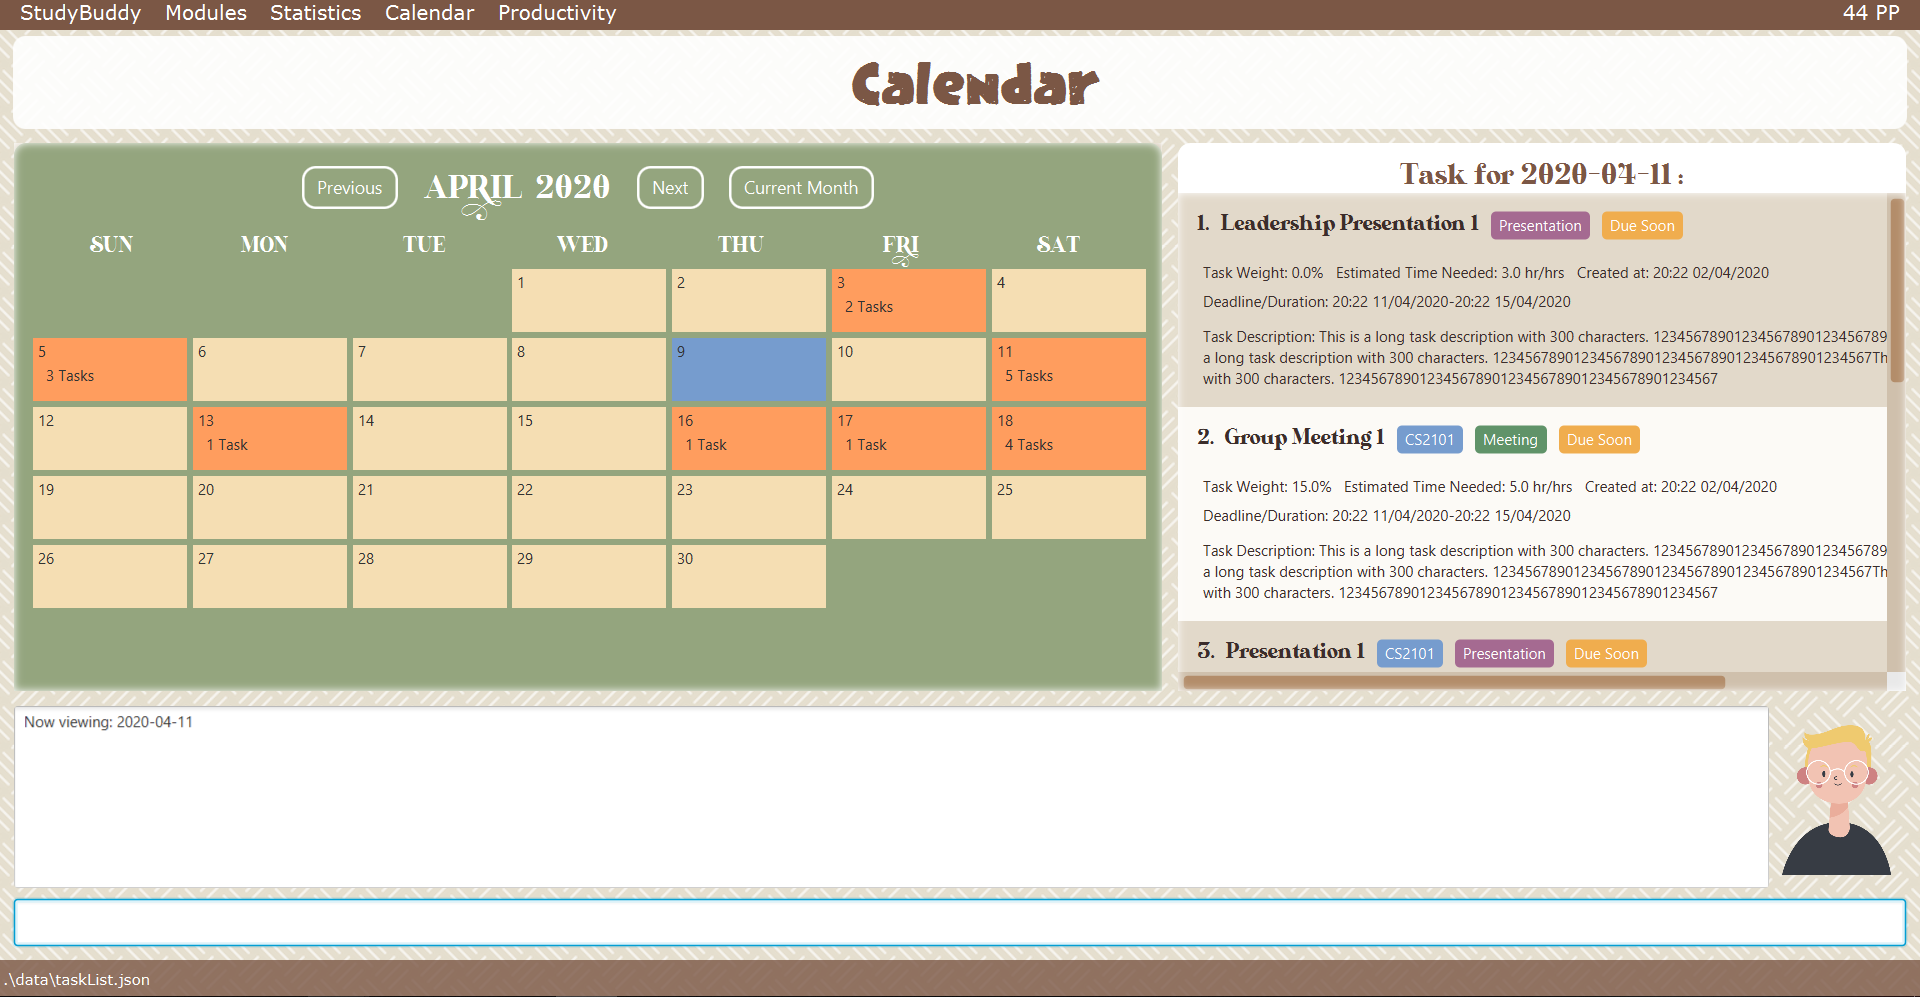 StudyBuddy Modules Statistics Calendar Productivity 44 PP
Calendar
Previous APRIL 2020 Next Current Month
SUN MON TUE WED THU FRI SAT
1 2 3 4
2 Tasks
5 6 7 8 9 10 11
3 Tasks 5 Tasks
12 13 14 15 16 17 18
1 Task 1 Task 1 Task 4 Tasks
19 20 21 22 23 24 25
26 27 28 29 30
Task for 2020-04-11:
1. Leadership Presentation 1 Presentation Due Soon
Task Weight: 0.0% Estimated Time Needed: 3.0 hr/hrs Created at: 20:22 02/04/2020
Deadline/Duration: 20:22 11/04/2020-20:22 15/04/2020
Task Description: This is a long task description with 300 characters. 12345678901234567890123456789
a long task description with 300 characters. 12345678901234567890123456789012345678901234567Th
with 300 characters. 12345678901234567890123456789012345678901234567
2. Group Meeting 1 CS2101 Meeting Due Soon
Task Weight: 15.0% Estimated Time Needed: 5.0 hr/hrs Created at: 20:22 02/04/2020
Deadline/Duration: 20:22 11/04/2020-20:22 15/04/2020
Task Description: This is a long task description with 300 characters. 12345678901234567890123456789
a long task description with 300 characters. 12345678901234567890123456789012345678901234567Th
with 300 characters. 12345678901234567890123456789012345678901234567
3. Presentation 1 CS2101 Presentation Due Soon
Now viewing: 2020-04-11
.\data\taskList.json